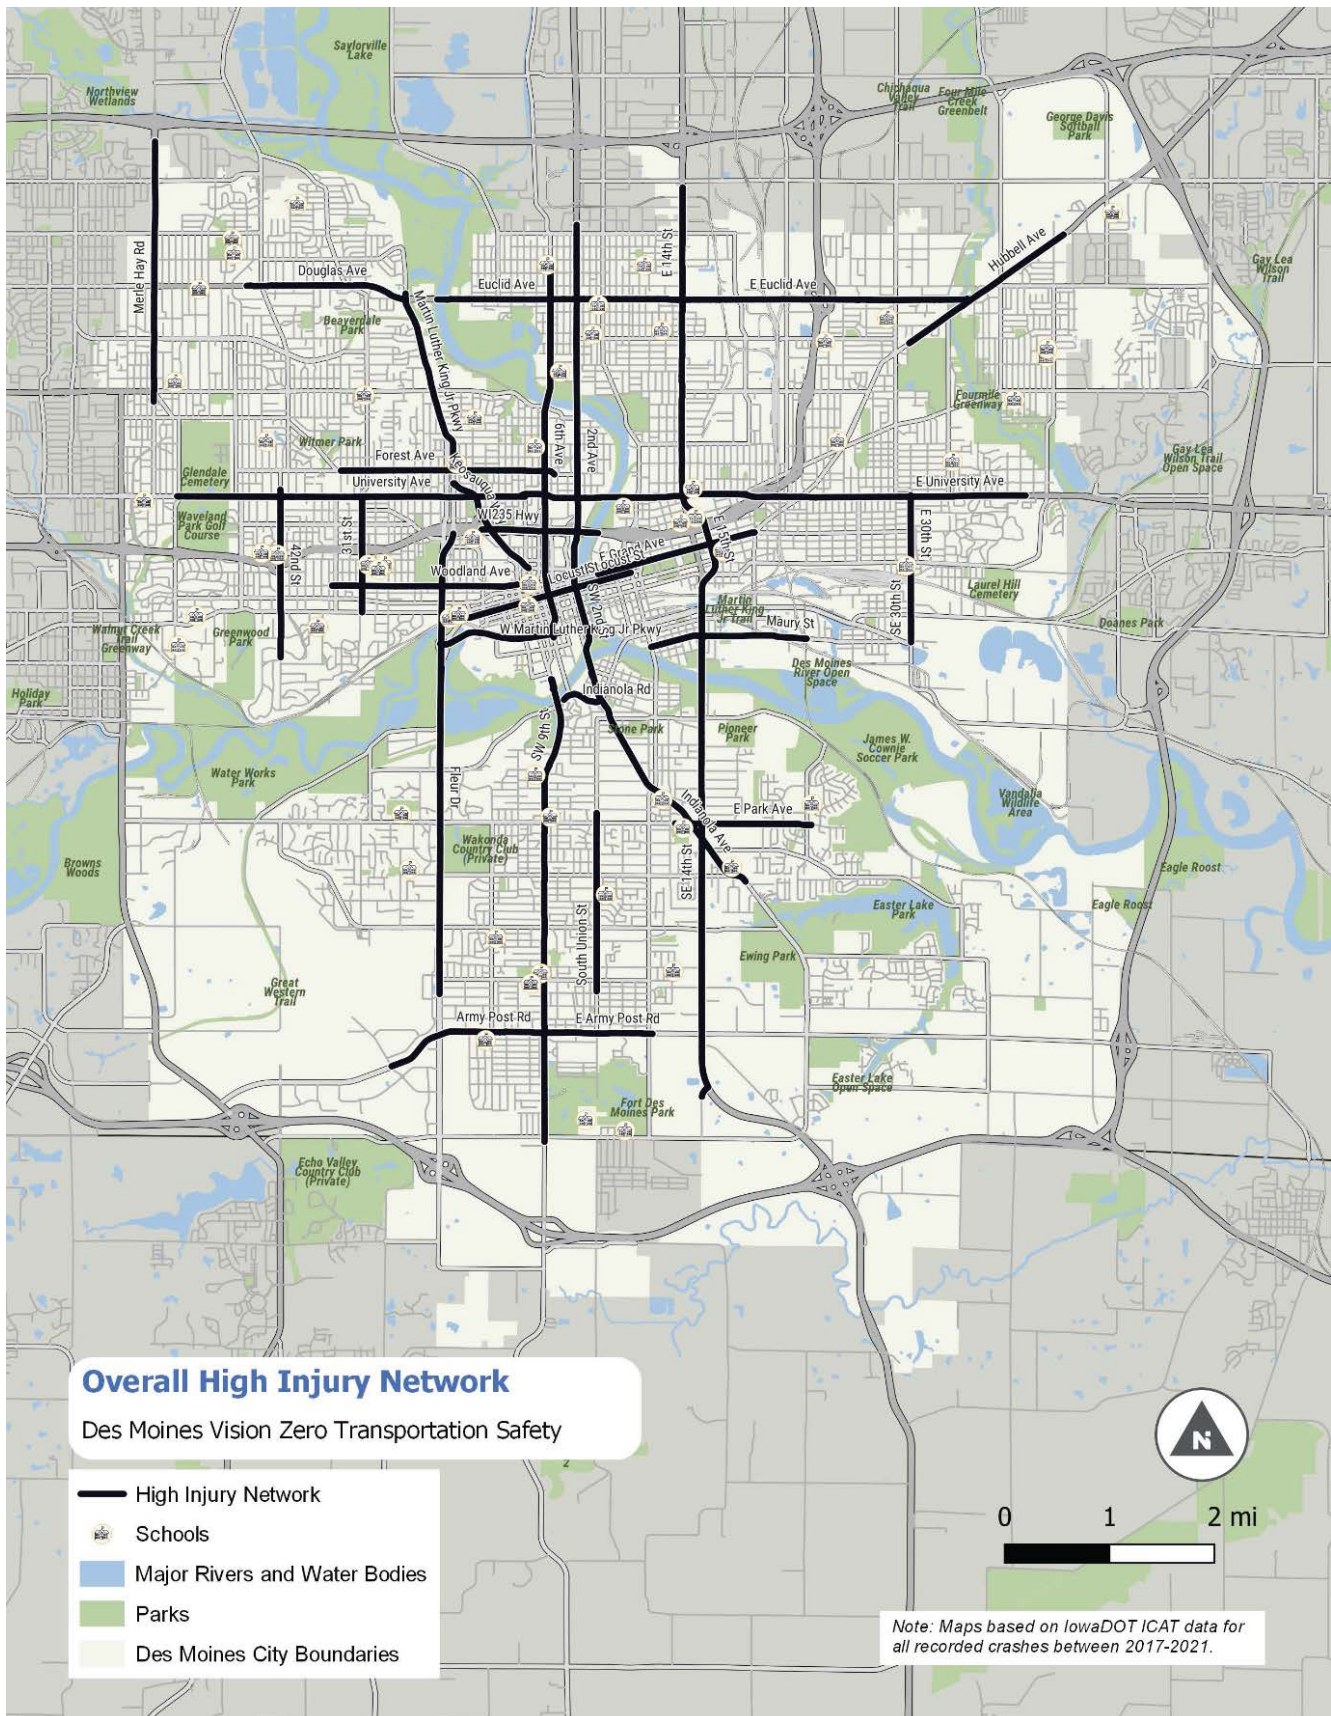 Saylorville
Lake
Northview
Wetlands
Chichaqua
Valley
Trail
Four Mile
Creek
Greenbelt
George Davis
Softball
Park
Merle Hay Rd
E 14th St
Hubbell Ave
Gay Lea
Wilson
Trail
Douglas Ave
Euclid Ave
E Euclid Ave
Beaverdale
Park
Martin Luther King Jr Pkwy
Fourmile
Greenway
Witmer Park
6th Ave
2nd Ave
Forest Ave
Glendale
Cemetery
University Ave
Keosauqua Way
E University Ave
Gay Lea
Wilson Trail
Open Space
Waveland
Park Golf
Course
WI235 Hwy
31st St
42nd St
E 15th St
E 30th St
E Grand Ave
Locust St
E Locust St
Woodland Ave
Laurel Hill
Cemetery
SE 30th St
SW 2nd
Martin
Luther King
Jr Trail
Maury St
Doanes Park
Walnut Creek
Trail
Greenway
Greenwood
Park
W Martin Luther King Jr Pkwy
Des Moines
River Open
Space
Holiday
Park
Indianola Rd
Stone Park
Pioneer
Park
SW 9th St
James W.
Cownie
Soccer Park
Water Works
Park
Fleur Dr
Vandalia
Wildlife
Area
Indianola Ave
E Park Ave
Wakonda
Country Club
(Private)
Browns
Woods
SE 14th St
Eagle Roost
Eagle Roost
Easter Lake
Park
South Union St
Ewing Park
Great
Western
Trail
Army Post Rd
E Army Post Rd
Easter Lake
Open Space
Fort Des
Moines Park
Echo Valley
Country Club
(Private)
Overall High Injury Network
Des Moines Vision Zero Transportation Safety
2
High Injury Network
Schools
Major Rivers and Water Bodies
Parks
Des Moines City Boundaries
N
0 1 2 mi
Note: Maps based on IowaDOT ICAT data for
all recorded crashes between 2017-2021.